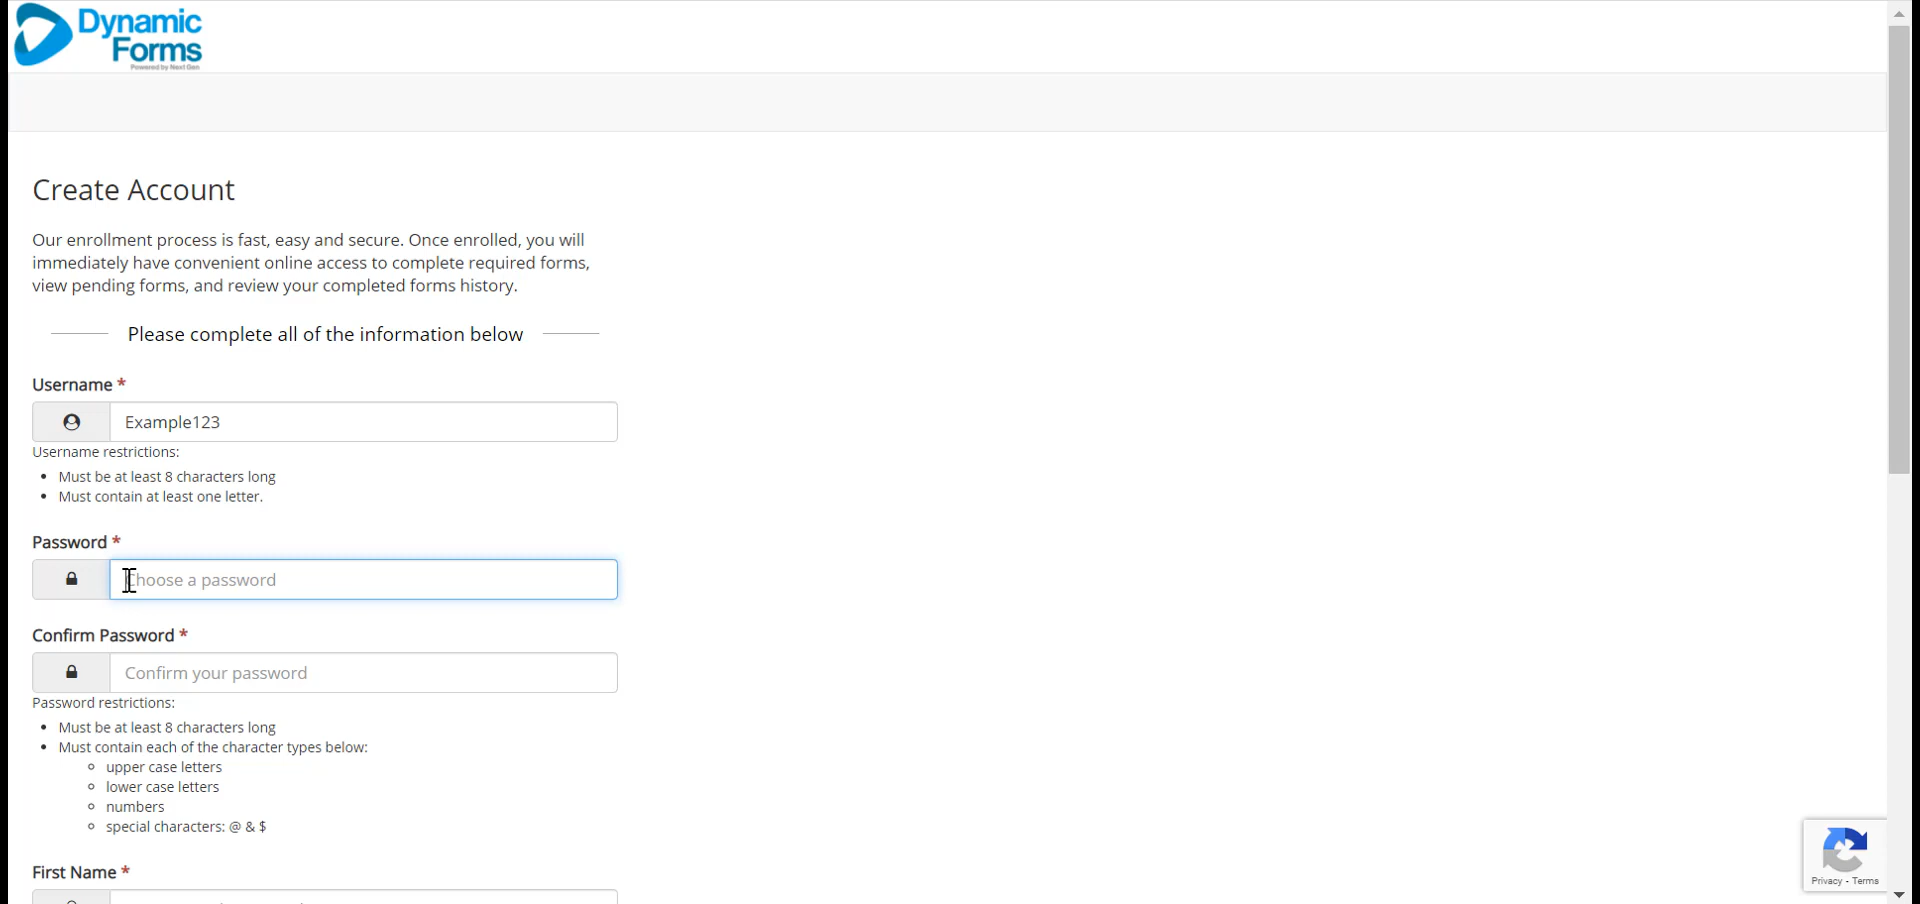 Dynamic
Forms
Powered by Next Gen
Create Account
Our enrollment process is fast, easy and secure. Once enrolled, you will
immediately have convenient online access to complete required forms,
view pending forms, and review your completed forms history.
Please complete all of the information below
Username *
Example123
Username restrictions:
• Must be at least 8 characters long
• Must contain at least one letter.
Password *
Choose a password
Confirm Password *
Confirm your password
Password restrictions:
• Must be at least 8 characters long
• Must contain each of the character types below:
◦ upper case letters
◦ lower case letters
◦ numbers
◦ special characters: @ & $
First Name *
Privacy - Terms